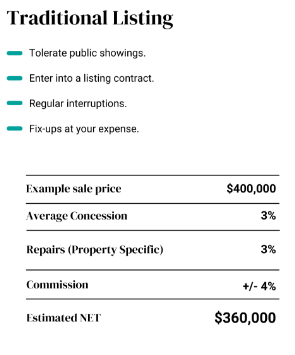 Traditional Listing
Tolerate public showings.
Enter into a listing contract.
Regular interruptions.
Fix-ups at your expense.
Example sale price $400,000
Average Concession 3%
Repairs (Property Specific) 3%
Commission +/- 4%
Estimated NET $360,000